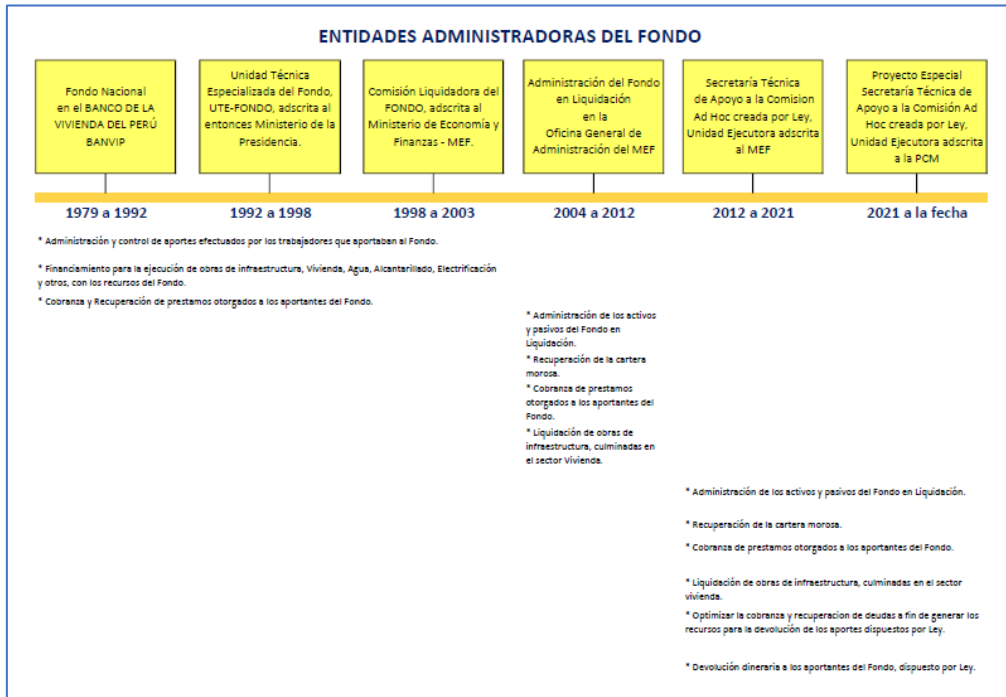 ENTIDADES ADMINISTRADORAS DEL FONDO
Fondo Nacional
en el BANCO DE LA
VIVIENDA DEL PERÚ
BANVIP
Unidad Técnica
Especializada del Fondo,
UTE-FONDO, adscrita al
entonces Ministerio de la
Presidencia.
Comisión Liquidadora del
FONDO, adscrita al
Ministerio de Economía y
Finanzas - MEF.
Administración del Fondo
en Liquidación
en la
Oficina General de
Administración del MEF
Secretaría Técnica
de Apoyo a la Comision
Ad Hoc creada por Ley,
Unidad Ejecutora adscrita
al MEF
Proyecto Especial
Secretaría Técnica de
Apoyo a la Comisión Ad
Hoc creada por Ley,
Unidad Ejecutora adscrita
a la PCM
1979 a 1992
1992 a 1998
1998 a 2003
2004 a 2012
2012 a 2021
2021 a la fecha
* Administración y control de aportes efectuados por los trabajadores que aportaban al Fondo.
* Financiamiento para la ejecución de obras de infraestructura, Vivienda, Agua, Alcantarillado, Electrificación
y otros, con los recursos del Fondo.
* Cobranza y Recuperación de prestamos otorgados a los aportantes del Fondo.
* Administración de los activos
y pasivos del Fondo en
Liquidación.
* Recuperación de la cartera
morosa.
* Cobranza de prestamos
otorgados a los aportantes del
Fondo.
* Liquidación de obras de
infraestructura, culminadas en
el sector Vivienda.
* Administración de los activos y pasivos del Fondo en Liquidación.
* Recuperación de la cartera morosa.
* Cobranza de prestamos otorgados a los aportantes del Fondo.
* Liquidación de obras de infraestructura, culminadas en el sector
vivienda.
* Optimizar la cobranza y recuperacion de deudas a fin de generar los
recursos para la devolución de los aportes dispuestos por Ley.
* Devolución dineraria a los aportantes del Fondo, dispuesto por Ley.